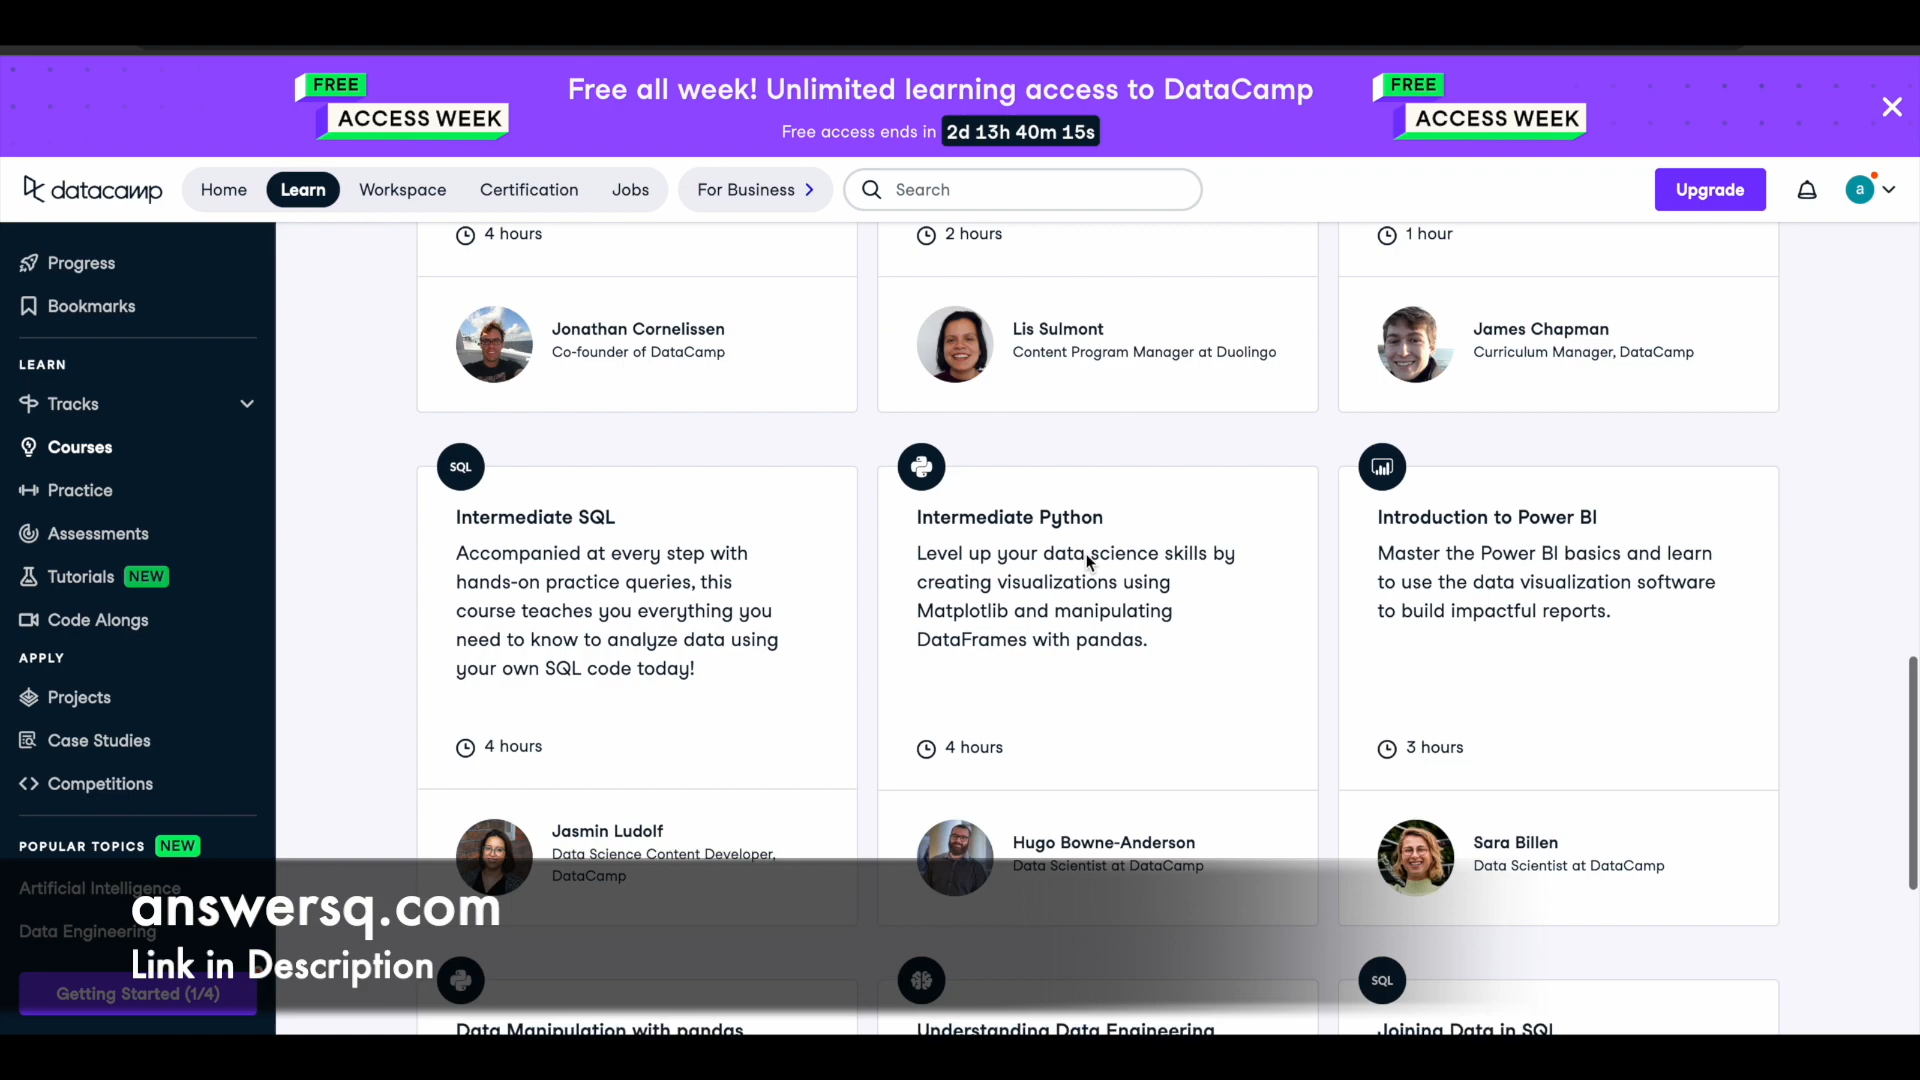 FREE
ACCESS WEEK
Free all week! Unlimited learning access to DataCamp
Free access ends in 2d 13h 40m 15s
FREE
ACCESS WEEK
datacamp
Home
Learn
Workspace
Certification
Jobs
For Business
Search
Upgrade
a
Progress
Bookmarks
LEARN
Tracks
Courses
Practice
Assessments
Tutorials NEW
Code Alongs
APPLY
Projects
Case Studies
Competitions
POPULAR TOPICS NEW
Artificial Intelligence
Data Engineering
Getting Started (1/4)
4 hours
Jonathan Cornelissen
Co-founder of DataCamp
2 hours
Lis Sulmont
Content Program Manager at Duolingo
1 hour
James Chapman
Curriculum Manager, DataCamp
SQL
Intermediate SQL
Accompanied at every step with
hands-on practice queries, this
course teaches you everything you
need to know to analyze data using
your own SQL code today!
4 hours
Jasmin Ludolf
Data Science Content Developer,
DataCamp
Intermediate Python
Level up your data science skills by
creating visualizations using
Matplotlib and manipulating
DataFrames with pandas.
4 hours
Hugo Bowne-Anderson
Data Scientist at DataCamp
Introduction to Power BI
Master the Power BI basics and learn
to use the data visualization software
to build impactful reports.
3 hours
Sara Billen
Data Scientist at DataCamp
Data Manipulation with pandas
Understanding Data Engineering
SQL
Joining Data in SQL
answersq.com
Link in Description